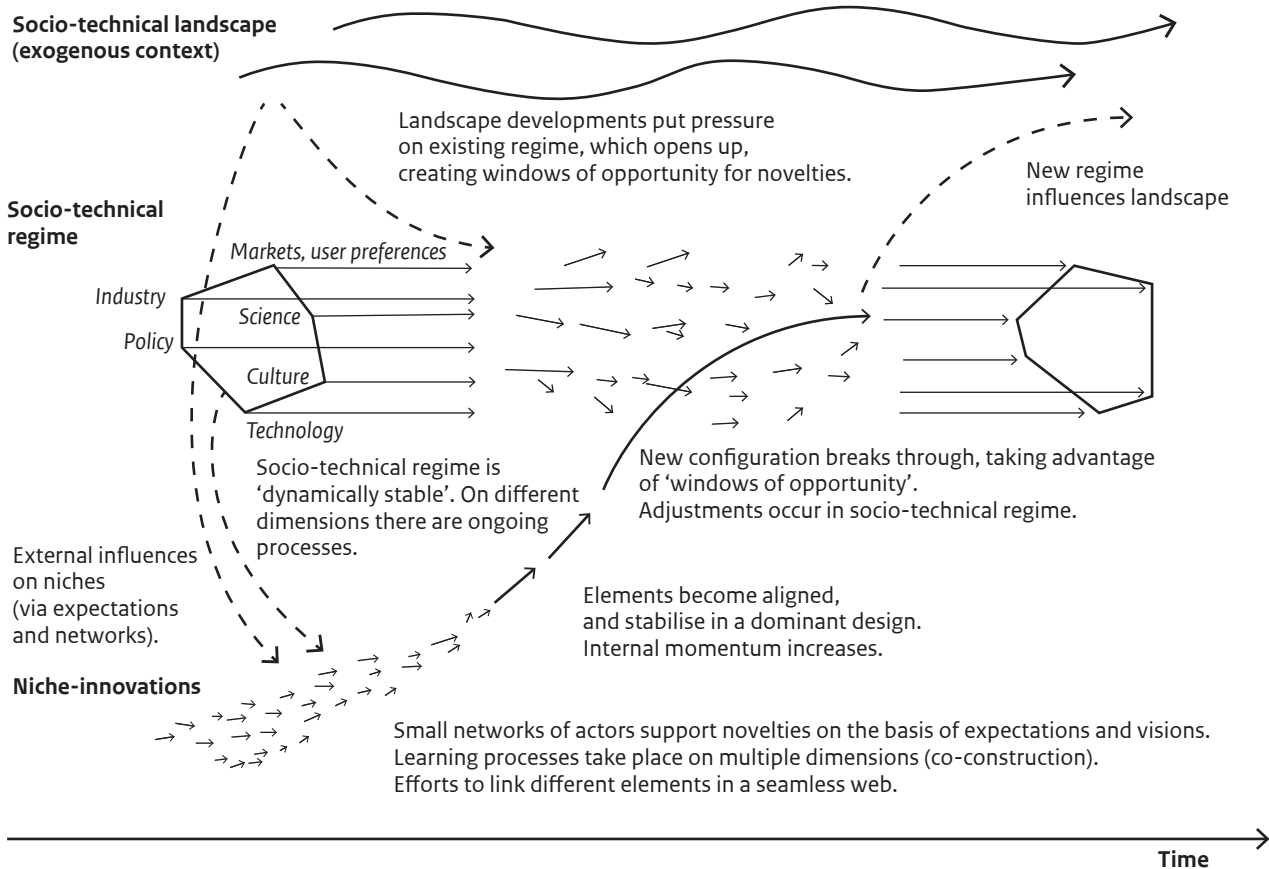 Socio-technical landscape
(exogenous context)
Landscape developments put pressure
on existing regime, which opens up,
creating windows of opportunity for novelties.
New regime
influences landscape
Socio-technical
regime
Markets, user preferences
Industry
Science
Policy
Culture
Technology
Socio-technical regime is
‘dynamically stable’. On different
dimensions there are ongoing
processes.
New configuration breaks through, taking advantage
of ‘windows of opportunity’.
Adjustments occur in socio-technical regime.
External influences
on niches
(via expectations
and networks).
Elements become aligned,
and stabilise in a dominant design.
Internal momentum increases.
Niche-innovations
Small networks of actors support novelties on the basis of expectations and visions.
Learning processes take place on multiple dimensions (co-construction).
Efforts to link different elements in a seamless web.
Time